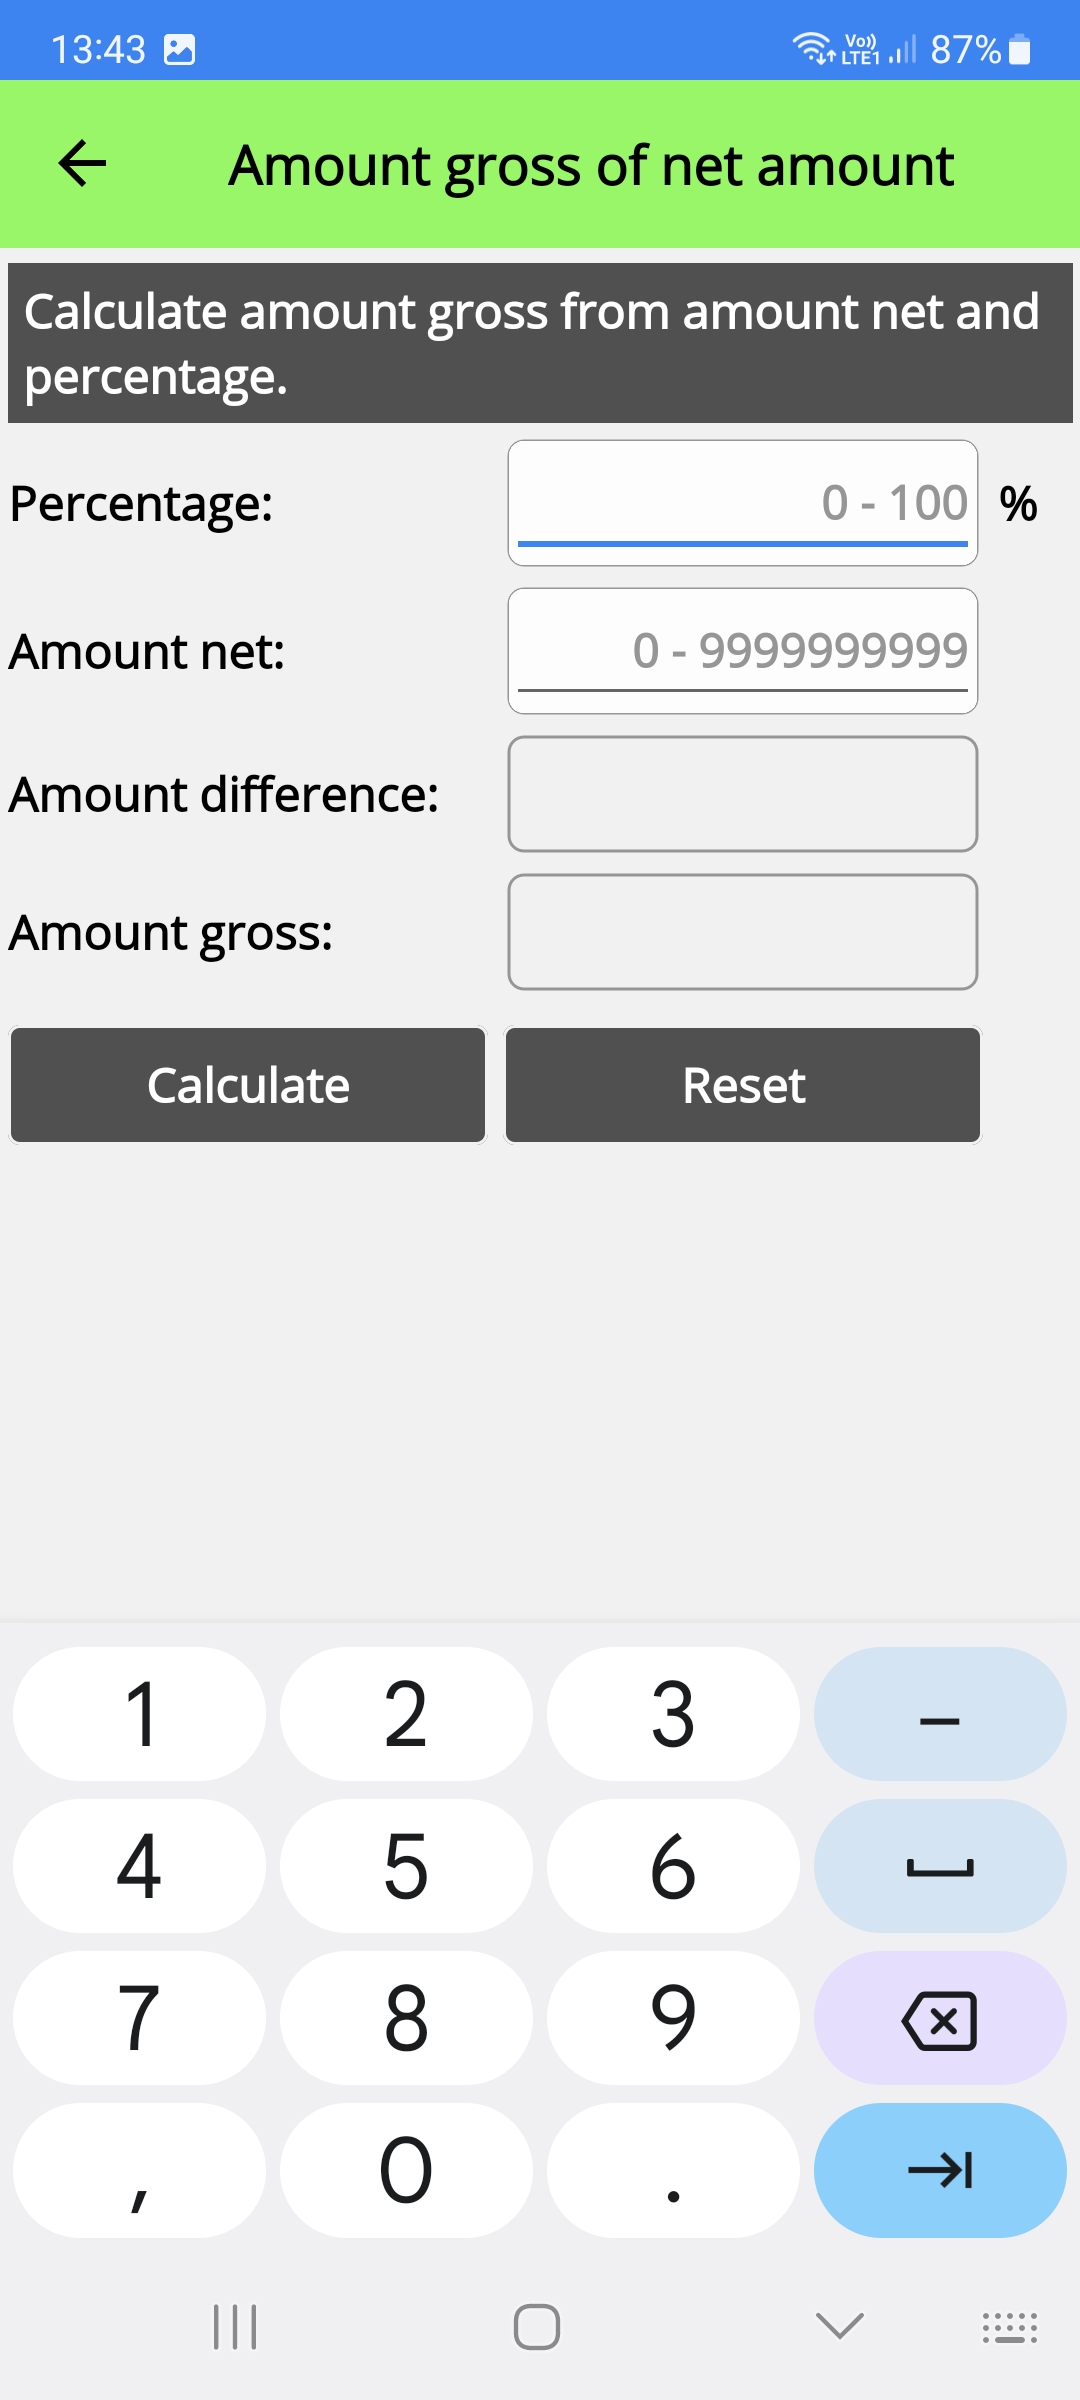 13:43 Vo)) LTE1 87%
Amount gross of net amount
Calculate amount gross from amount net and
percentage.
Percentage: 0 - 100 %
Amount net: 0 - 9999999999
Amount difference:
Amount gross:
Calculate Reset
1 2 3 –
4 5 6
7 8 9
, 0 .